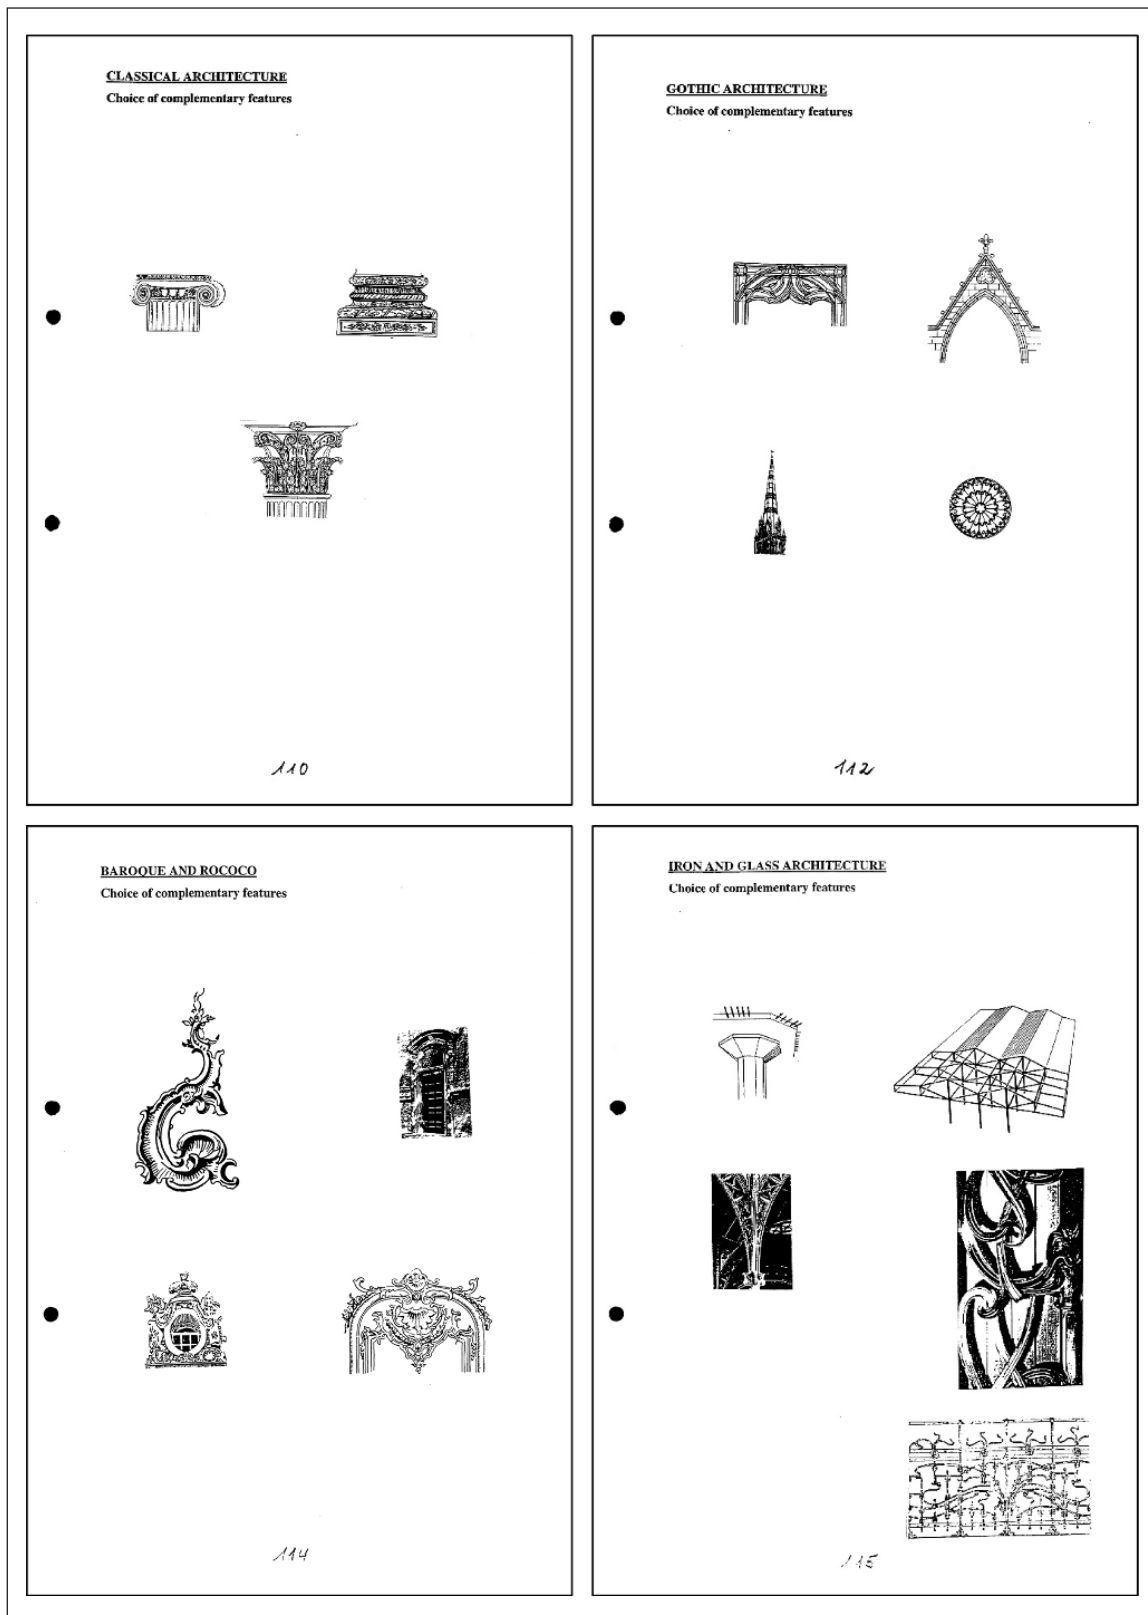 CLASSICAL ARCHITECTURE
Choice of complementary features
110
GOTHIC ARCHITECTURE
Choice of complementary features
112
BAROQUE AND ROCOCO
Choice of complementary features
114
IRON AND GLASS ARCHITECTURE
Choice of complementary features
115